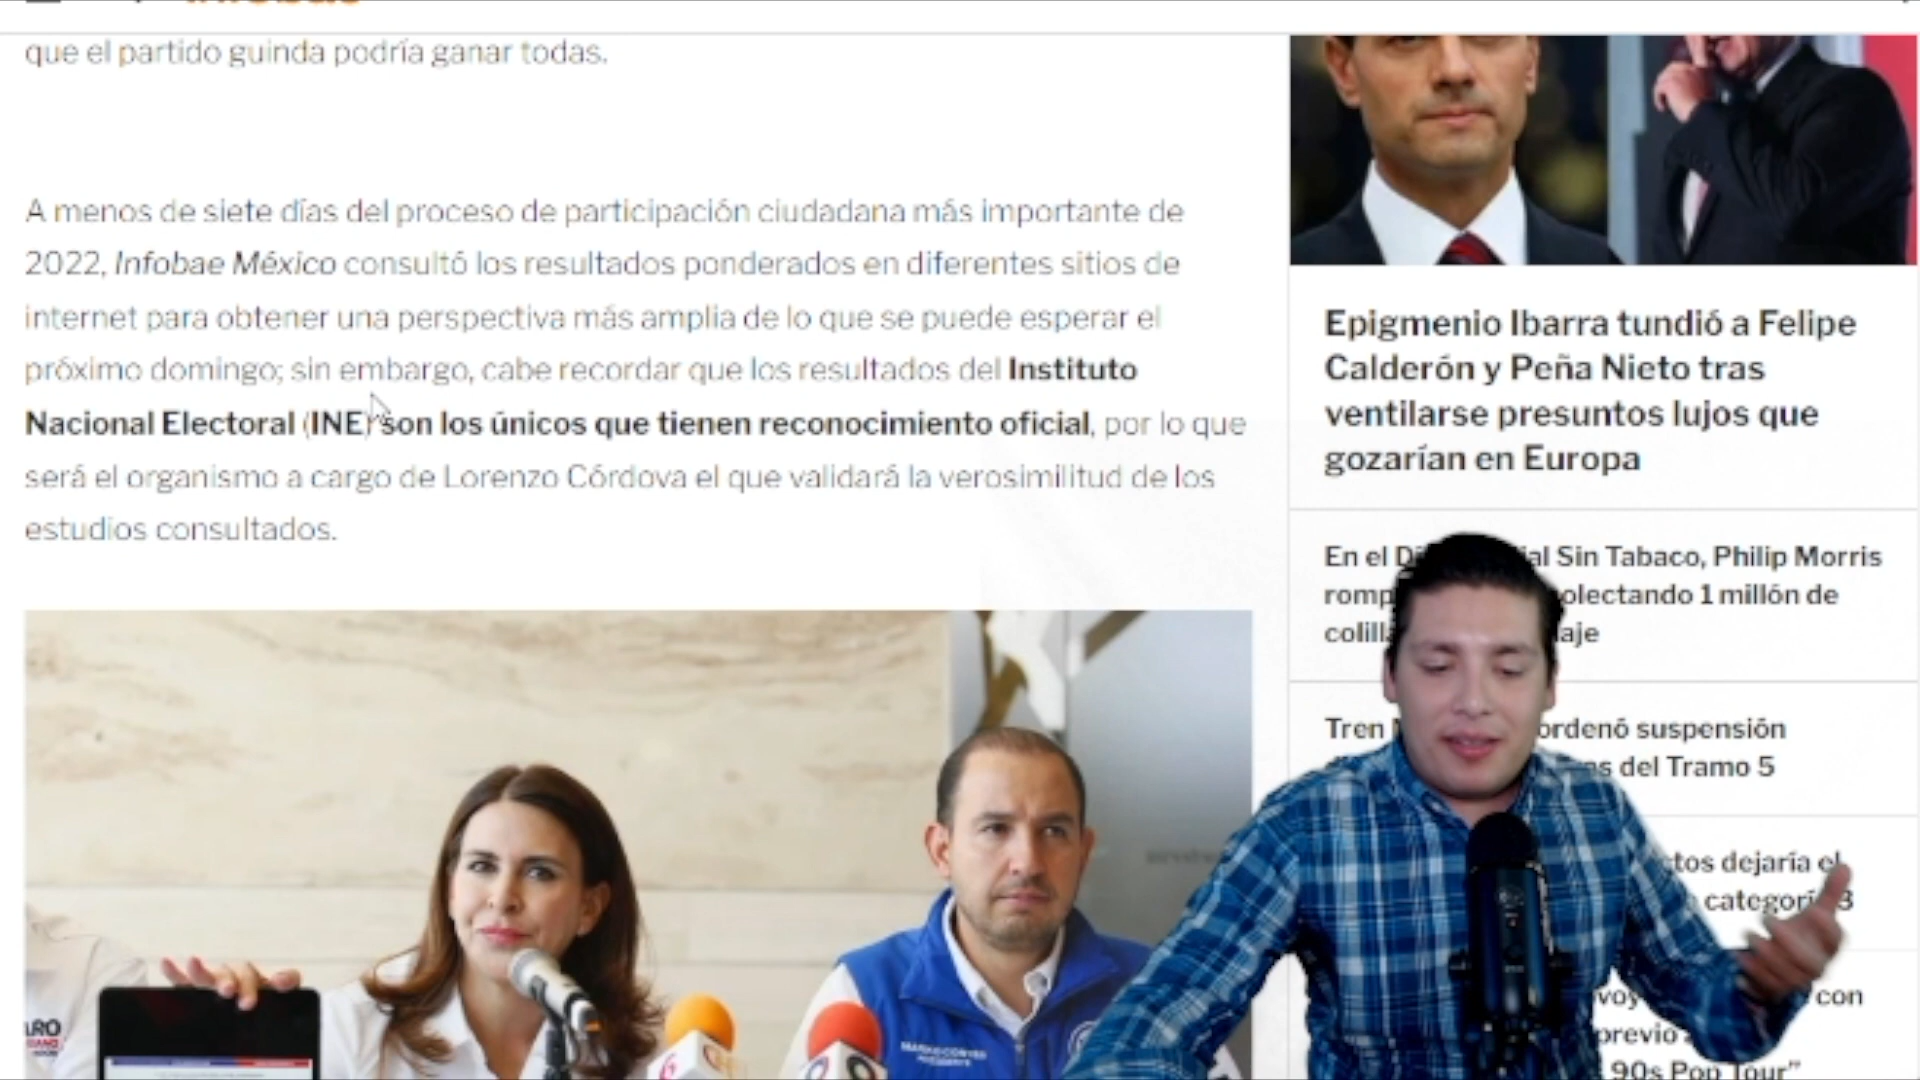 que el partido guinda podría ganar todas.
A menos de siete días del proceso de participación ciudadana más importante de
2022, Infobae México consultó los resultados ponderados en diferentes sitios de
internet para obtener una perspectiva más amplia de lo que se puede esperar el
próximo domingo; sin embargo, cabe recordar que los resultados del Instituto
Nacional Electoral (INE) son los únicos que tienen reconocimiento oficial, por lo que
será el organismo a cargo de Lorenzo Córdova el que validará la verosimilitud de los
estudios consultados.
Epigmenio Ibarra tundió a Felipe
Calderón y Peña Nieto tras
ventilarse presuntos lujos que
gozarían en Europa
En el Sin Tabaco, Philip Morris
1 millón de
Tren ordenó suspensión
del Tramo 5
dejaría el
3
con
previo
90s Pop Tour”